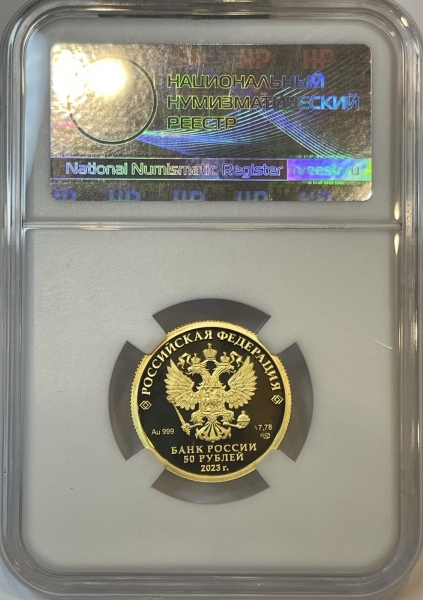 НАЦИОНАЛЬНЫЙ
НУМИЗМАТИЧЕСКИЙ
РЕЕСТР
National Numismatic Register
РОССИЙСКАЯ ФЕДЕРАЦИЯ
Au 999
7,78
БАНК РОССИИ
50 РУБЛЕЙ
2023 г.